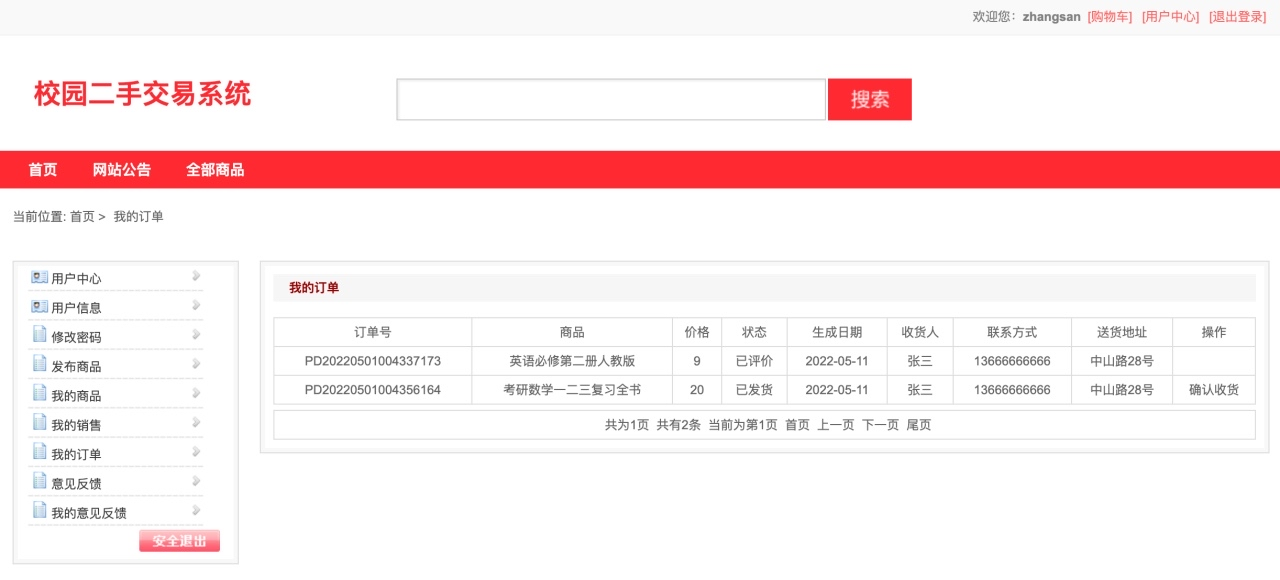 欢迎您：zhangsan [购物车] [用户中心] [退出登录]
校园二手交易系统
搜索
首页 网站公告 全部商品
当前位置: 首页 > 我的订单
用户中心
用户信息
修改密码
发布商品
我的商品
我的销售
我的订单
意见反馈
我的意见反馈
安全退出
我的订单
订单号 商品 价格 状态 生成日期 收货人 联系方式 送货地址 操作
PD20220501004337173 英语必修第二册人教版 9 已评价 2022-05-11 张三 13666666666 中山路28号
PD20220501004356164 考研数学一二三复习全书 20 已发货 2022-05-11 张三 13666666666 中山路28号 确认收货
共为1页 共有2条 当前为第1页 首页 上一页 下一页 尾页